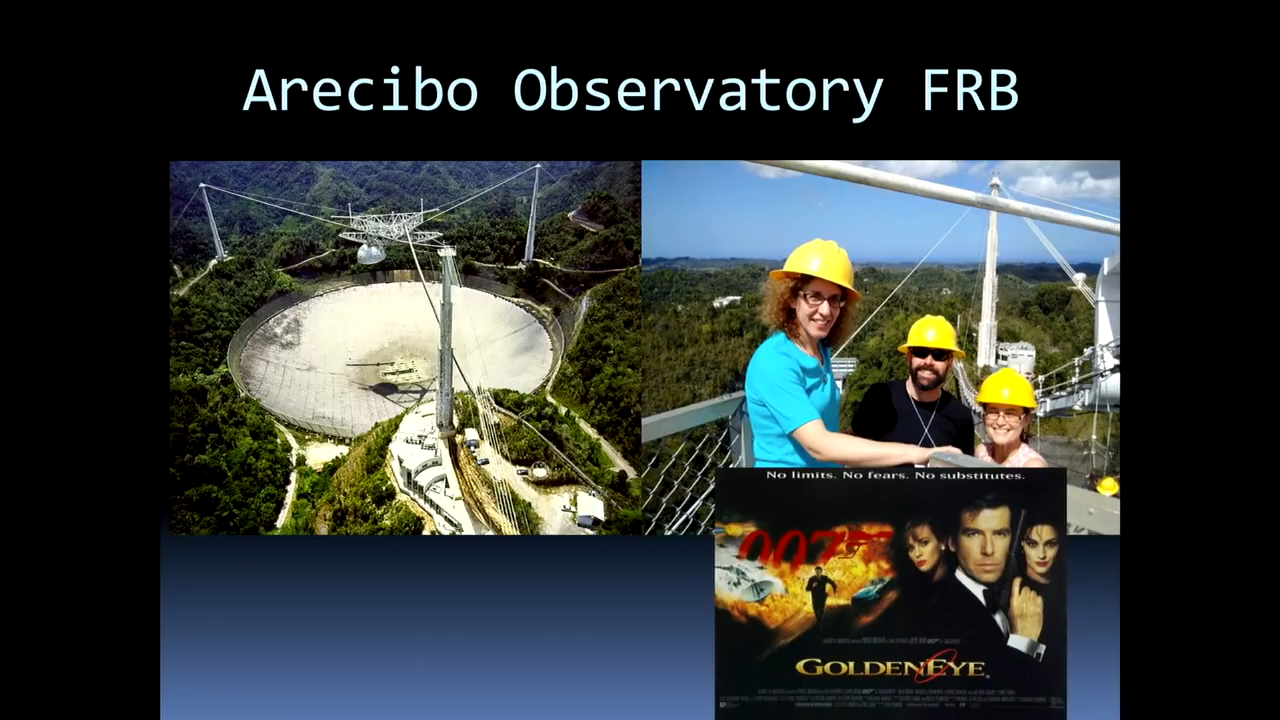 Arecibo Observatory FRB
No limits. No fears. No substitutes.
007
GOLDENEYE